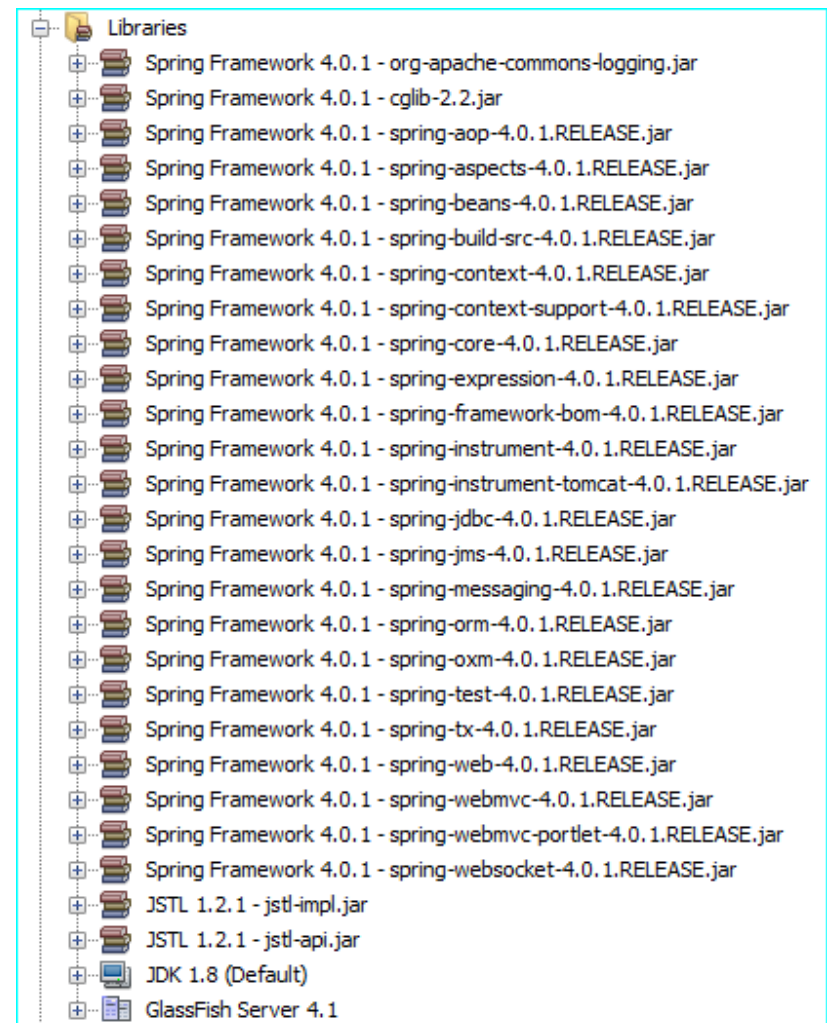 Libraries
Spring Framework 4.0.1 - org-apache-commons-logging.jar
Spring Framework 4.0.1 - cglib-2.2.jar
Spring Framework 4.0.1 - spring-aop-4.0.1.RELEASE.jar
Spring Framework 4.0.1 - spring-aspects-4.0.1.RELEASE.jar
Spring Framework 4.0.1 - spring-beans-4.0.1.RELEASE.jar
Spring Framework 4.0.1 - spring-build-src-4.0.1.RELEASE.jar
Spring Framework 4.0.1 - spring-context-4.0.1.RELEASE.jar
Spring Framework 4.0.1 - spring-context-support-4.0.1.RELEASE.jar
Spring Framework 4.0.1 - spring-core-4.0.1.RELEASE.jar
Spring Framework 4.0.1 - spring-expression-4.0.1.RELEASE.jar
Spring Framework 4.0.1 - spring-framework-bom-4.0.1.RELEASE.jar
Spring Framework 4.0.1 - spring-instrument-4.0.1.RELEASE.jar
Spring Framework 4.0.1 - spring-instrument-tomcat-4.0.1.RELEASE.jar
Spring Framework 4.0.1 - spring-jdbc-4.0.1.RELEASE.jar
Spring Framework 4.0.1 - spring-jms-4.0.1.RELEASE.jar
Spring Framework 4.0.1 - spring-messaging-4.0.1.RELEASE.jar
Spring Framework 4.0.1 - spring-orm-4.0.1.RELEASE.jar
Spring Framework 4.0.1 - spring-oxm-4.0.1.RELEASE.jar
Spring Framework 4.0.1 - spring-test-4.0.1.RELEASE.jar
Spring Framework 4.0.1 - spring-tx-4.0.1.RELEASE.jar
Spring Framework 4.0.1 - spring-web-4.0.1.RELEASE.jar
Spring Framework 4.0.1 - spring-webmvc-4.0.1.RELEASE.jar
Spring Framework 4.0.1 - spring-webmvc-portlet-4.0.1.RELEASE.jar
Spring Framework 4.0.1 - spring-websocket-4.0.1.RELEASE.jar
JSTL 1.2.1 - jstl-impl.jar
JSTL 1.2.1 - jstl-api.jar
JDK 1.8 (Default)
GlassFish Server 4.1